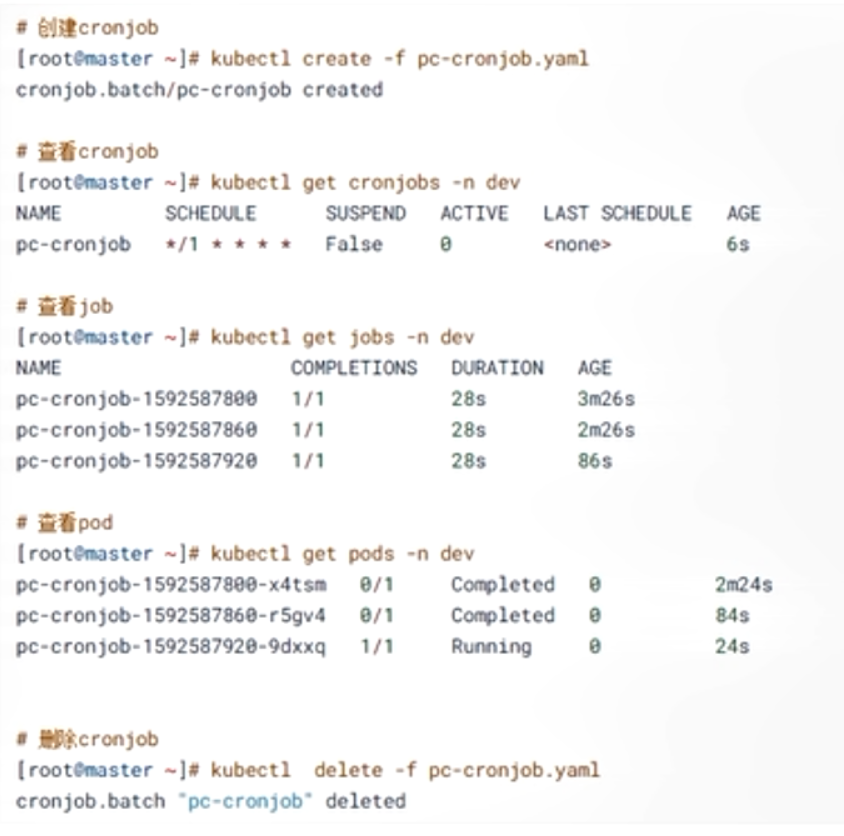 # 创建cronjob
[root@master ~]# kubectl create -f pc-cronjob.yaml
cronjob.batch/pc-cronjob created
# 查看cronjob
[root@master ~]# kubectl get cronjobs -n dev
NAME SCHEDULE SUSPEND ACTIVE LAST SCHEDULE AGE
pc-cronjob */1 * * * * False 0 <none> 6s
# 查看job
[root@master ~]# kubectl get jobs -n dev
NAME COMPLETIONS DURATION AGE
pc-cronjob-1592587800 1/1 28s 3m26s
pc-cronjob-1592587860 1/1 28s 2m26s
pc-cronjob-1592587920 1/1 28s 86s
# 查看pod
[root@master ~]# kubectl get pods -n dev
pc-cronjob-1592587800-x4tsm 0/1 Completed 0 2m24s
pc-cronjob-1592587860-r5gv4 0/1 Completed 0 84s
pc-cronjob-1592587920-9dxxq 1/1 Running 0 24s
# 删除cronjob
[root@master ~]# kubectl  delete -f pc-cronjob.yaml
cronjob.batch "pc-cronjob" deleted